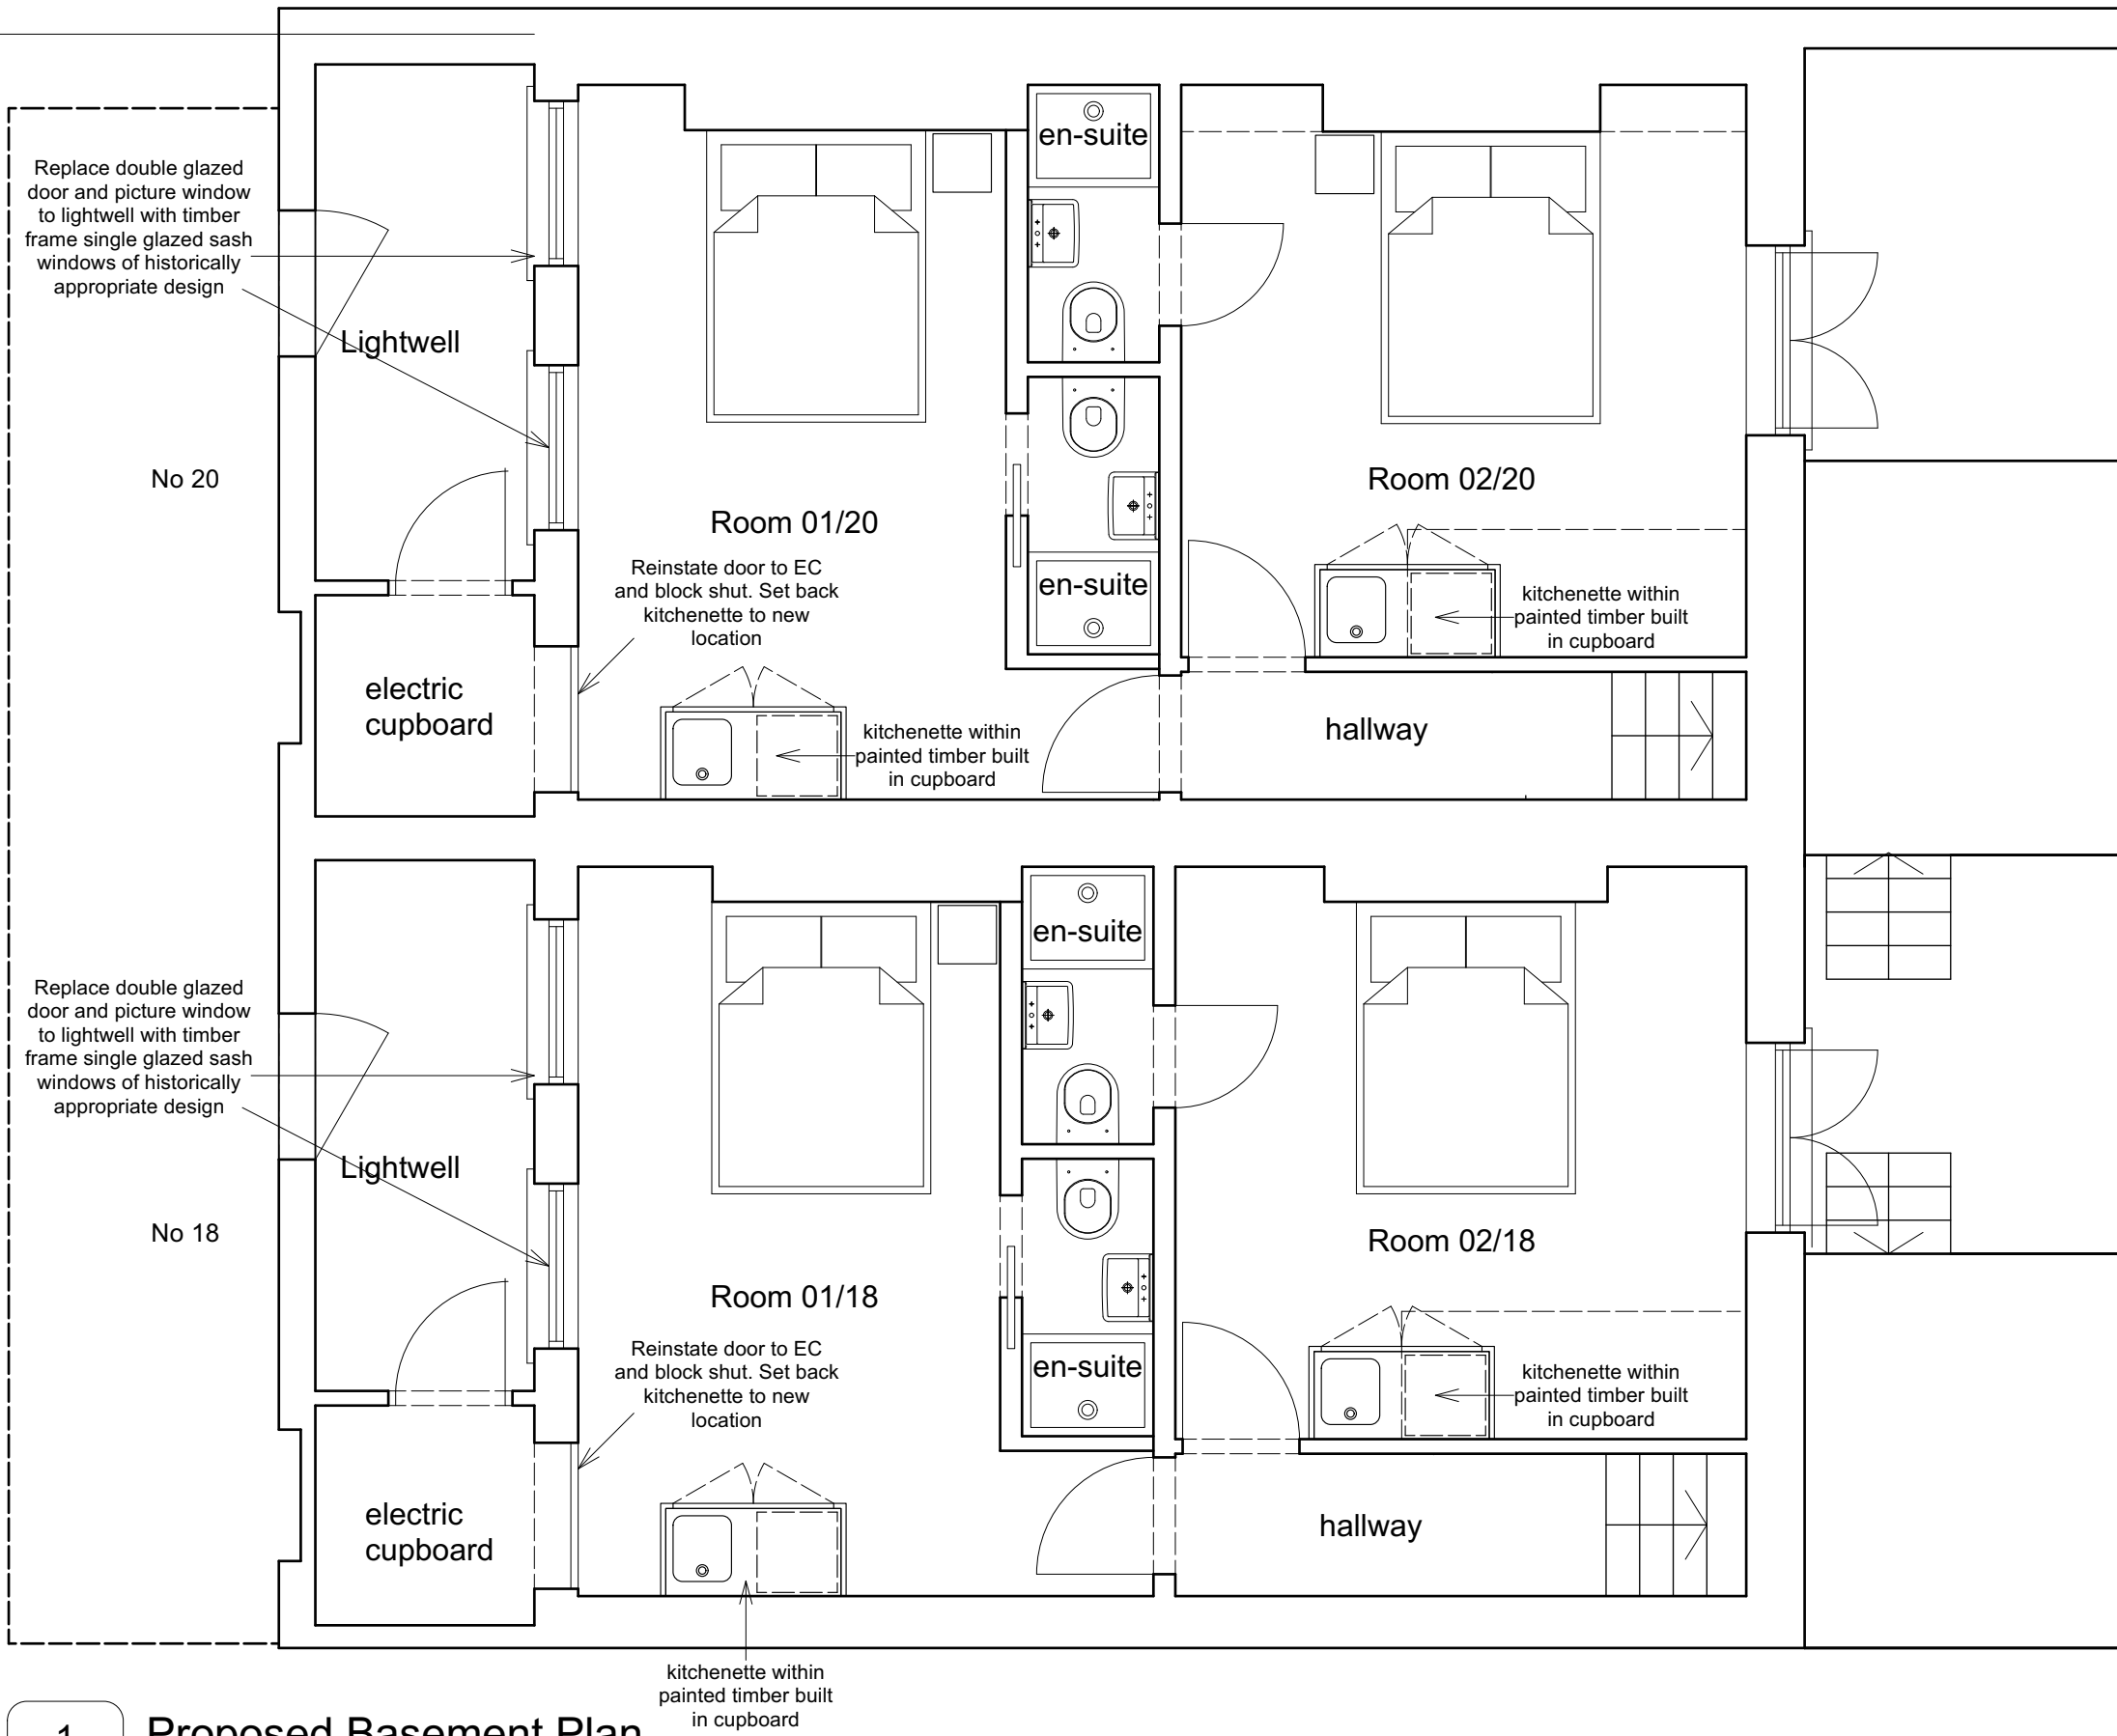 en-suite
Replace double glazed
door and picture window
to lightwell with timber
frame single glazed sash
windows of historically
appropriate design
Lightwell
No 20
Room 01/20
Room 02/20
Reinstate door to EC
and block shut. Set back
kitchenette to new
location
en-suite
kitchenette within
painted timber built
in cupboard
electric
cupboard
kitchenette within
painted timber built
in cupboard
hallway
en-suite
Replace double glazed
door and picture window
to lightwell with timber
frame single glazed sash
windows of historically
appropriate design
Lightwell
No 18
Room 01/18
Room 02/18
Reinstate door to EC
and block shut. Set back
kitchenette to new
location
en-suite
kitchenette within
painted timber built
in cupboard
electric
cupboard
hallway
kitchenette within
painted timber built
in cupboard
1
Proposed Basement Plan